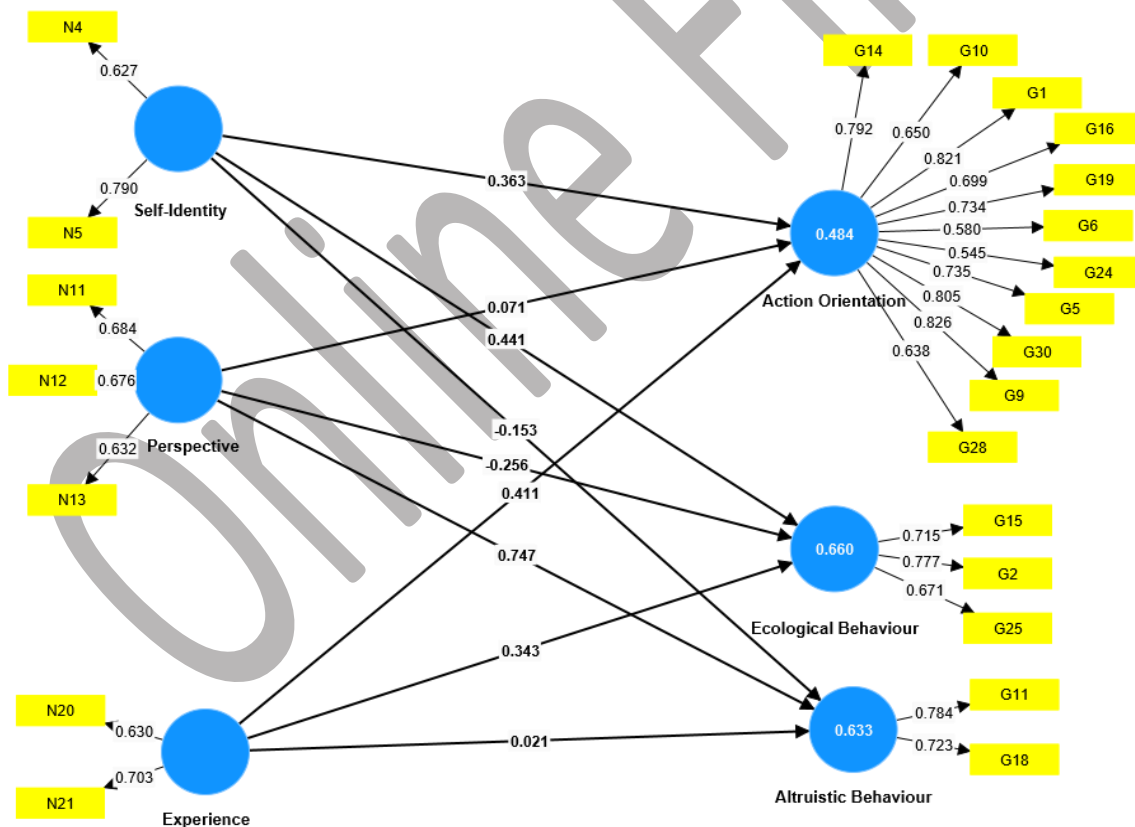 N4
0.627
0.790
N5
Self-Identity
N11
0.684
N12
0.676
0.632
Perspective
N13
N20
0.630
0.703
N21
Experience
0.363
0.071
0.441
-0.153
-0.256
0.411
0.747
0.343
0.021
0.484
Action Orientation
G14
0.792
G10
0.650
G1
0.821
G16
0.699
G19
0.734
G6
0.580
G24
0.545
G5
0.735
G30
0.805
G9
0.826
G28
0.638
0.660
Ecological Behaviour
G15
0.715
G2
0.777
G25
0.671
0.633
Altruistic Behaviour
G11
0.784
G18
0.723
Online